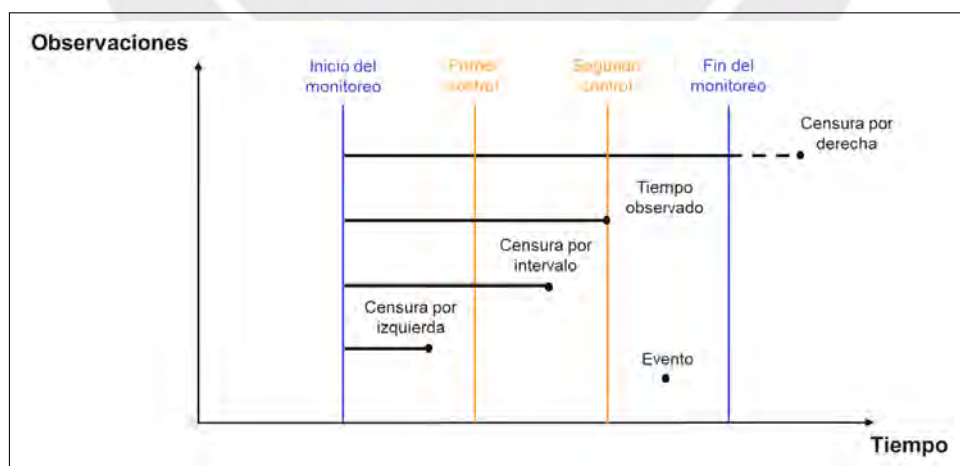 Observaciones
Inicio del
monitoreo
Primer
control
Segundo
control
Fin del
monitoreo
Censura por
derecha
Tiempo
observado
Censura por
intervalo
Censura por
izquierda
Evento
Tiempo